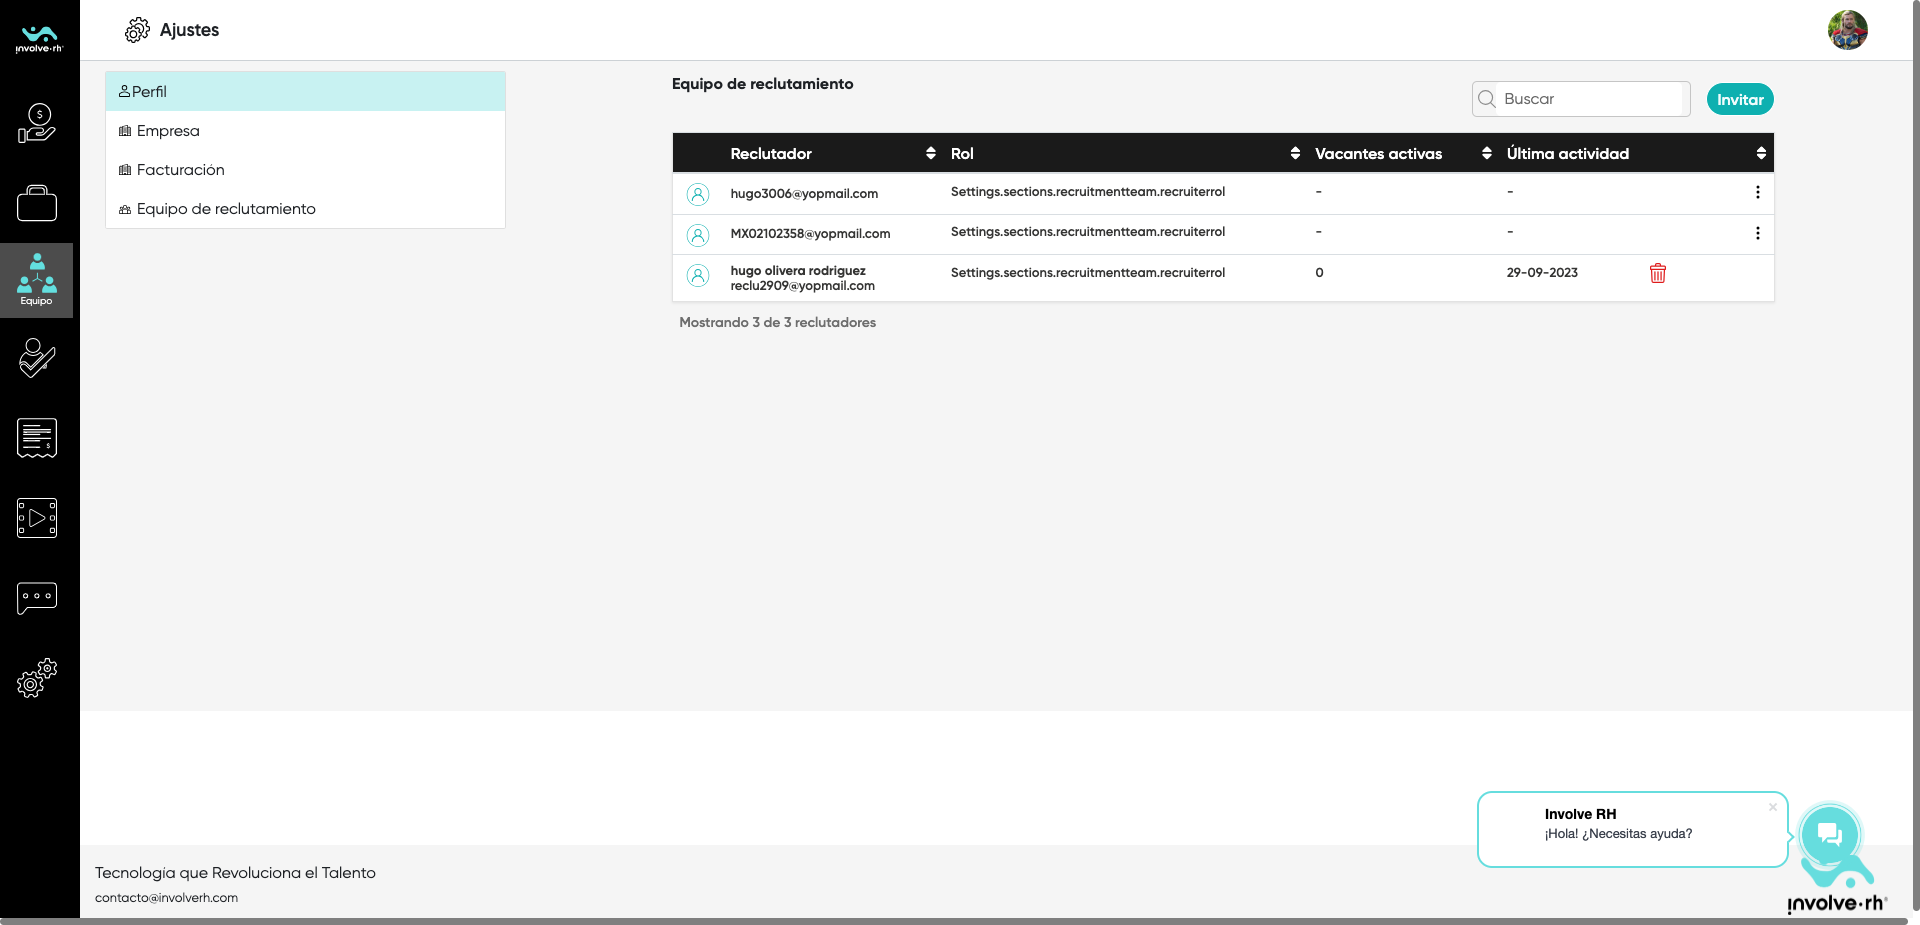 involve·rh
Ajustes
Perfil
Empresa
Facturación
Equipo de reclutamiento
Equipo
Equipo de reclutamiento
Buscar
Invitar
Reclutador Rol Vacantes activas Última actividad
hugo3006@yopmail.com Settings.sections.recruitmentteam.recruiterrol - -
MX02102358@yopmail.com Settings.sections.recruitmentteam.recruiterrol - -
hugo olivera rodriguez Settings.sections.recruitmentteam.recruiterrol 0 29-09-2023
reclu2909@yopmail.com
Mostrando 3 de 3 reclutadores
Involve RH
¡Hola! ¿Necesitas ayuda?
Tecnología que Revoluciona el Talento
contacto@involverh.com
involve·rh